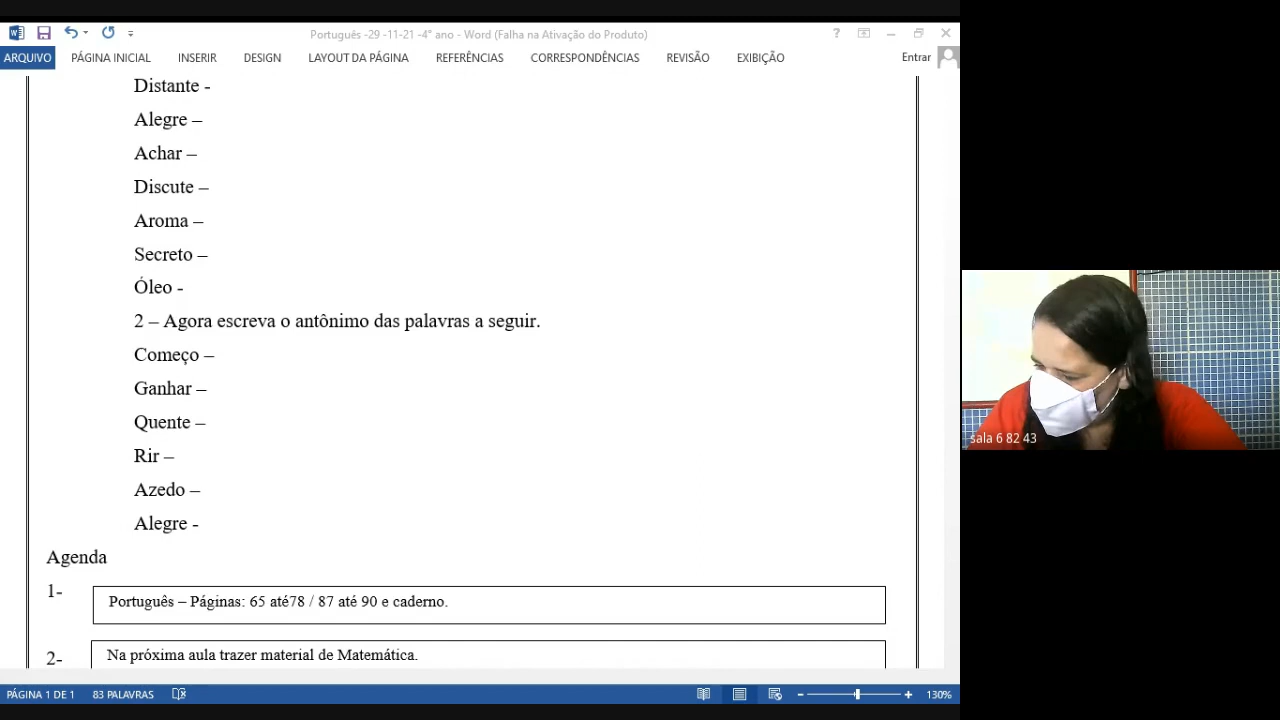 Português -29 -11-21 -4° ano - Word (Falha na Ativação do Produto)
ARQUIVO PÁGINA INICIAL INSERIR DESIGN LAYOUT DA PÁGINA REFERÊNCIAS CORRESPONDÊNCIAS REVISÃO EXIBIÇÃO Entrar
Distante -
Alegre –
Achar –
Discute –
Aroma –
Secreto –
Óleo -
2 – Agora escreva o antônimo das palavras a seguir.
Começo –
Ganhar –
Quente –
Rir –
Azedo –
Alegre -
Agenda
1- Português – Páginas: 65 até78 / 87 até 90 e caderno.
2- Na próxima aula trazer material de Matemática.
PÁGINA 1 DE 1 83 PALAVRAS 130%
sala 6 82 43